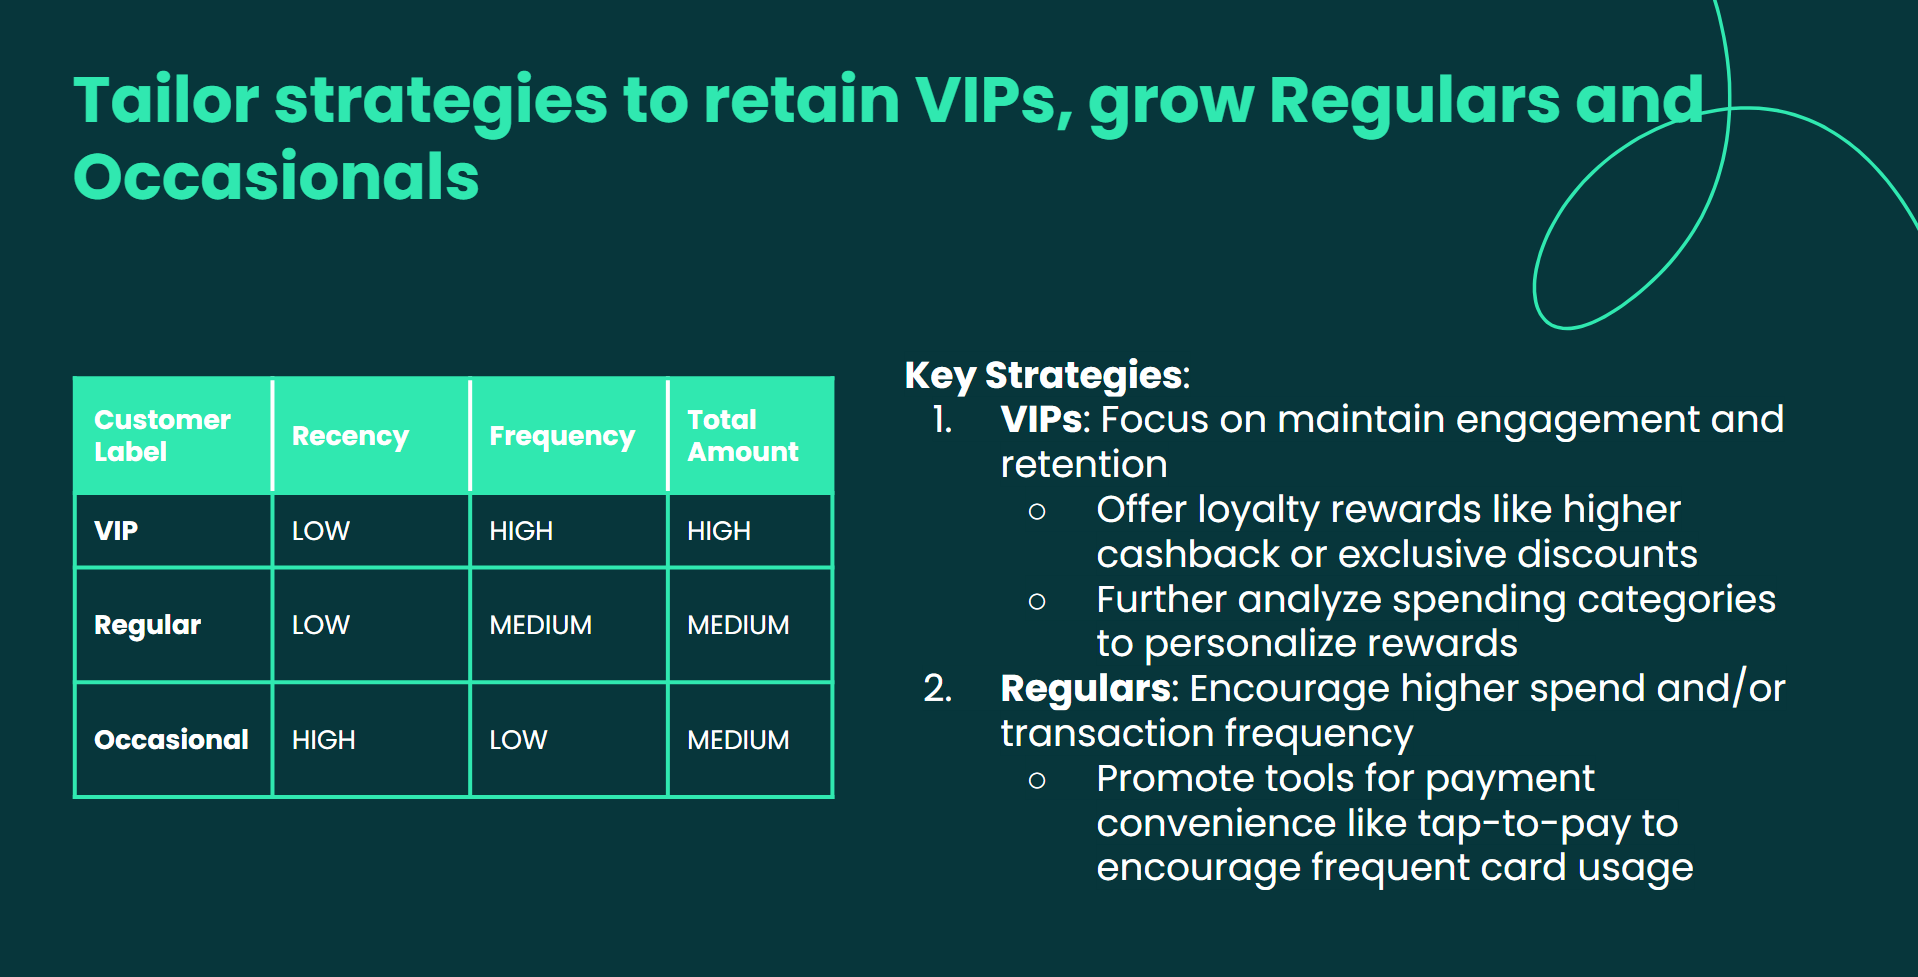 Tailor strategies to retain VIPs, grow Regulars and
Occasionals
Customer
Label
Recency
Frequency
Total
Amount
VIP
LOW
HIGH
HIGH
Regular
LOW
MEDIUM
MEDIUM
Occasional
HIGH
LOW
MEDIUM
Key Strategies:
1. VIPs: Focus on maintain engagement and
retention
○ Offer loyalty rewards like higher
cashback or exclusive discounts
○ Further analyze spending categories
to personalize rewards
2. Regulars: Encourage higher spend and/or
transaction frequency
○ Promote tools for payment
convenience like tap-to-pay to
encourage frequent card usage